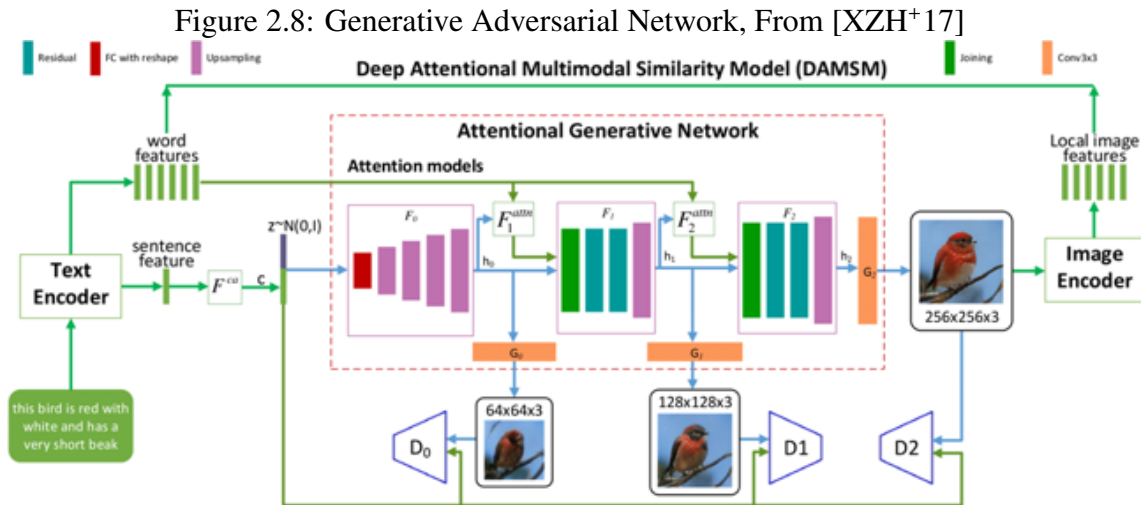 Figure 2.8: Generative Adversarial Network, From [XZH+17]
Residual
FC with reshape
Upsampling
Joining
Conv3x3
Deep Attentional Multimodal Similarity Model (DAMSM)
word
features
Attentional Generative Network
Local image
features
Attention models
z~N(0,I)
F0
F1attn
F1
F2attn
F2
sentence
feature
Text
Encoder
Fca
c
h0
h1
h2
G2
Image
Encoder
256x256x3
G0
G1
this bird is red with
white and has a
very short beak
64x64x3
128x128x3
D0
D1
D2